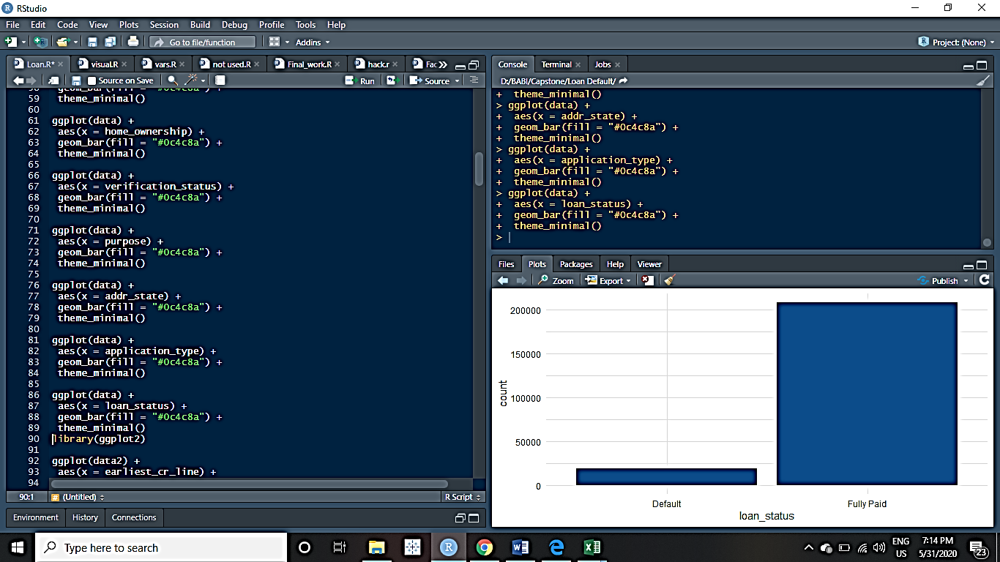 RStudio
File Edit Code View Plots Session Build Debug Profile Tools Help
Go to file/function Addins Project: (None)
Loan.R* visual.R vars.R not used.R Final_work.R hack.r Fac
Source on Save Run Source
58 geom_bar(fill = "#0c4c8a") +
59 theme_minimal()
60
61 ggplot(data) +
62 aes(x = home_ownership) +
63 geom_bar(fill = "#0c4c8a") +
64 theme_minimal()
65
66 ggplot(data) +
67 aes(x = verification_status) +
68 geom_bar(fill = "#0c4c8a") +
69 theme_minimal()
70
71 ggplot(data) +
72 aes(x = purpose) +
73 geom_bar(fill = "#0c4c8a") +
74 theme_minimal()
75
76 ggplot(data) +
77 aes(x = addr_state) +
78 geom_bar(fill = "#0c4c8a") +
79 theme_minimal()
80
81 ggplot(data) +
82 aes(x = application_type) +
83 geom_bar(fill = "#0c4c8a") +
84 theme_minimal()
85
86 ggplot(data) +
87 aes(x = loan_status) +
88 geom_bar(fill = "#0c4c8a") +
89 theme_minimal()
90 library(ggplot2)
91
92 ggplot(data2) +
93 aes(x = earliest_cr_line) +
94
90:1 # (Untitled) R Script
Environment History Connections
Console Terminal Jobs
D:/BABI/Capstone/Loan Default/
+ theme_minimal()
> ggplot(data) +
+ aes(x = addr_state) +
+ geom_bar(fill = "#0c4c8a") +
+ theme_minimal()
> ggplot(data) +
+ aes(x = application_type) +
+ geom_bar(fill = "#0c4c8a") +
+ theme_minimal()
> ggplot(data) +
+ aes(x = loan_status) +
+ geom_bar(fill = "#0c4c8a") +
+ theme_minimal()
>
Files Plots Packages Help Viewer
Zoom Export Publish
200000
150000
100000
50000
0
count
Default Fully Paid
loan_status
Type here to search
ENG
US
7:14 PM
5/31/2020
23